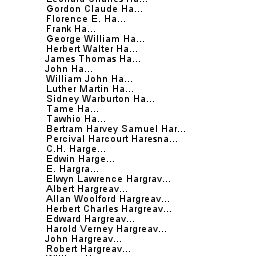 Gordon Claude Ha...
Florence E. Ha...
Frank Ha...
George William Ha...
Herbert Walter Ha...
James Thomas Ha...
John Ha...
William John Ha...
Luther Martin Ha...
Sidney Warburton Ha...
Tame Ha...
Tawhio Ha...
Bertram Harvey Samuel Har...
Percival Harcourt Haresna...
C.H. Harge...
Edwin Harge...
E. Hargra...
Elwyn Lawrence Hargrav...
Albert Hargreav...
Allan Woolford Hargreav...
Herbert Charles Hargreav...
Edward Hargreav...
Harold Verney Hargreav...
John Hargreav...
Robert Hargreav...